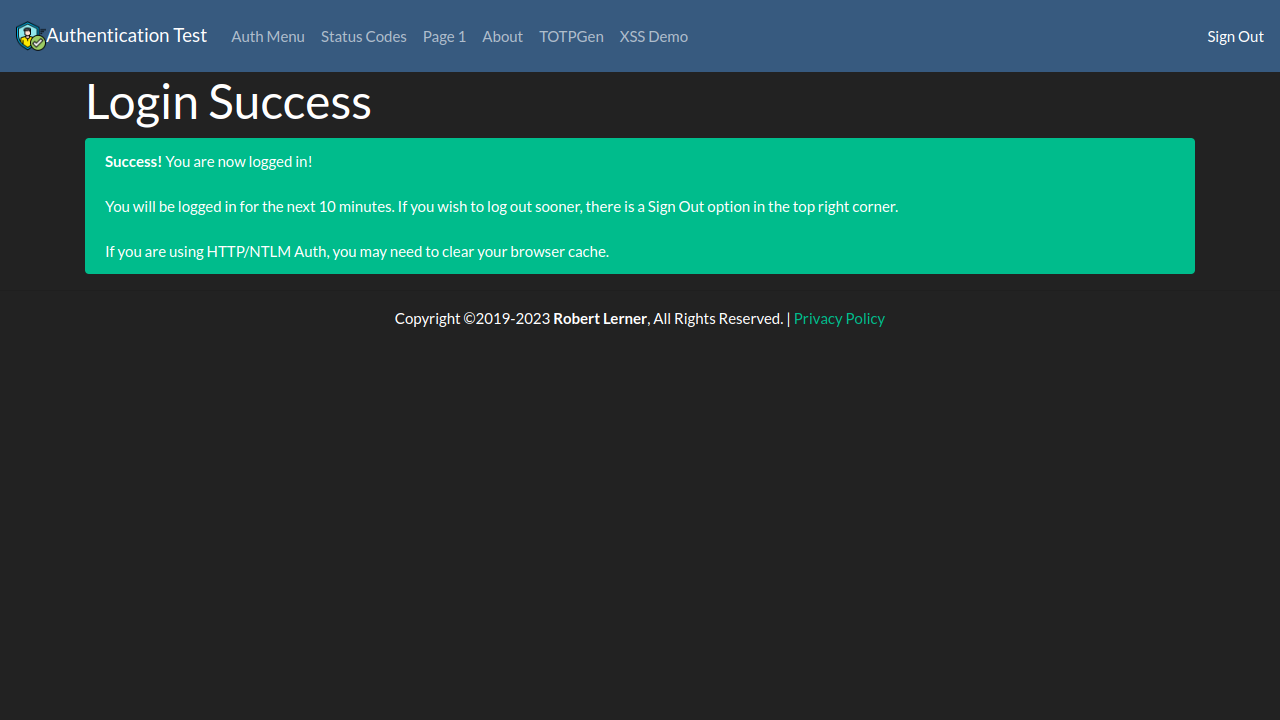 Authentication Test Auth Menu Status Codes Page 1 About TOTPGen XSS Demo Sign Out
Login Success
Success! You are now logged in!
You will be logged in for the next 10 minutes. If you wish to log out sooner, there is a Sign Out option in the top right corner.
If you are using HTTP/NTLM Auth, you may need to clear your browser cache.
Copyright ©2019-2023 Robert Lerner, All Rights Reserved. | Privacy Policy